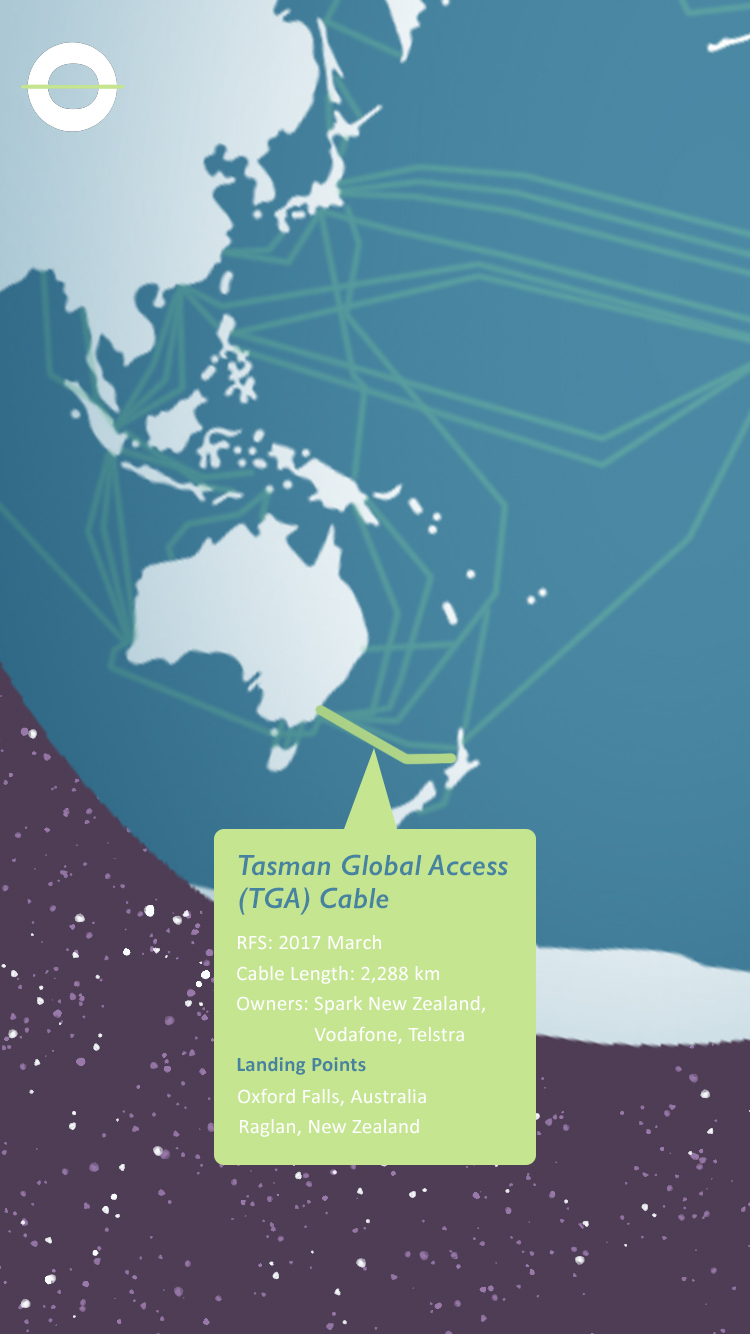 Tasman Global Access
(TGA) Cable
RFS: 2017 March
Cable Length: 2,288 km
Owners: Spark New Zealand,
Vodafone, Telstra
Landing Points
Oxford Falls, Australia
Raglan, New Zealand